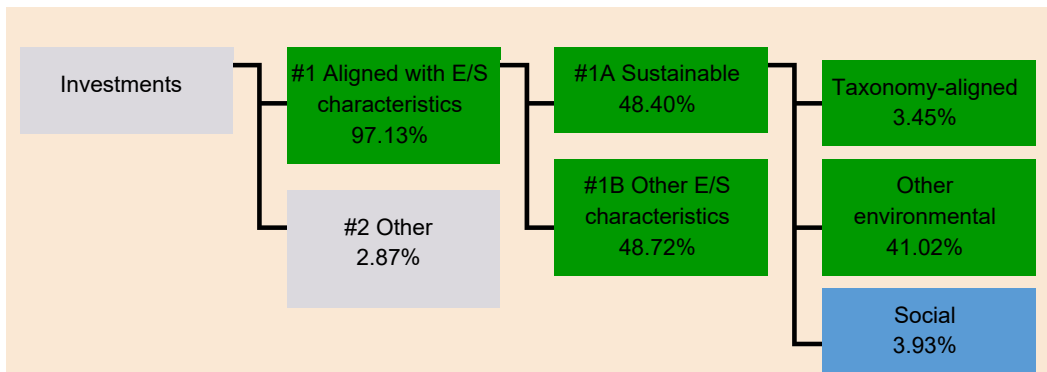 Investments
#1 Aligned with E/S
characteristics
97.13%
#2 Other
2.87%
#1A Sustainable
48.40%
#1B Other E/S
characteristics
48.72%
Taxonomy-aligned
3.45%
Other
environmental
41.02%
Social
3.93%